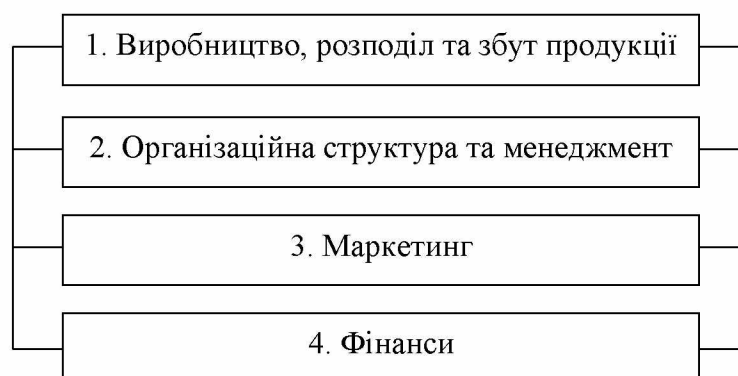 1. Виробництво, розподіл та збут продукції
2. Організаційна структура та менеджмент
3. Маркетинг
4. Фінанси